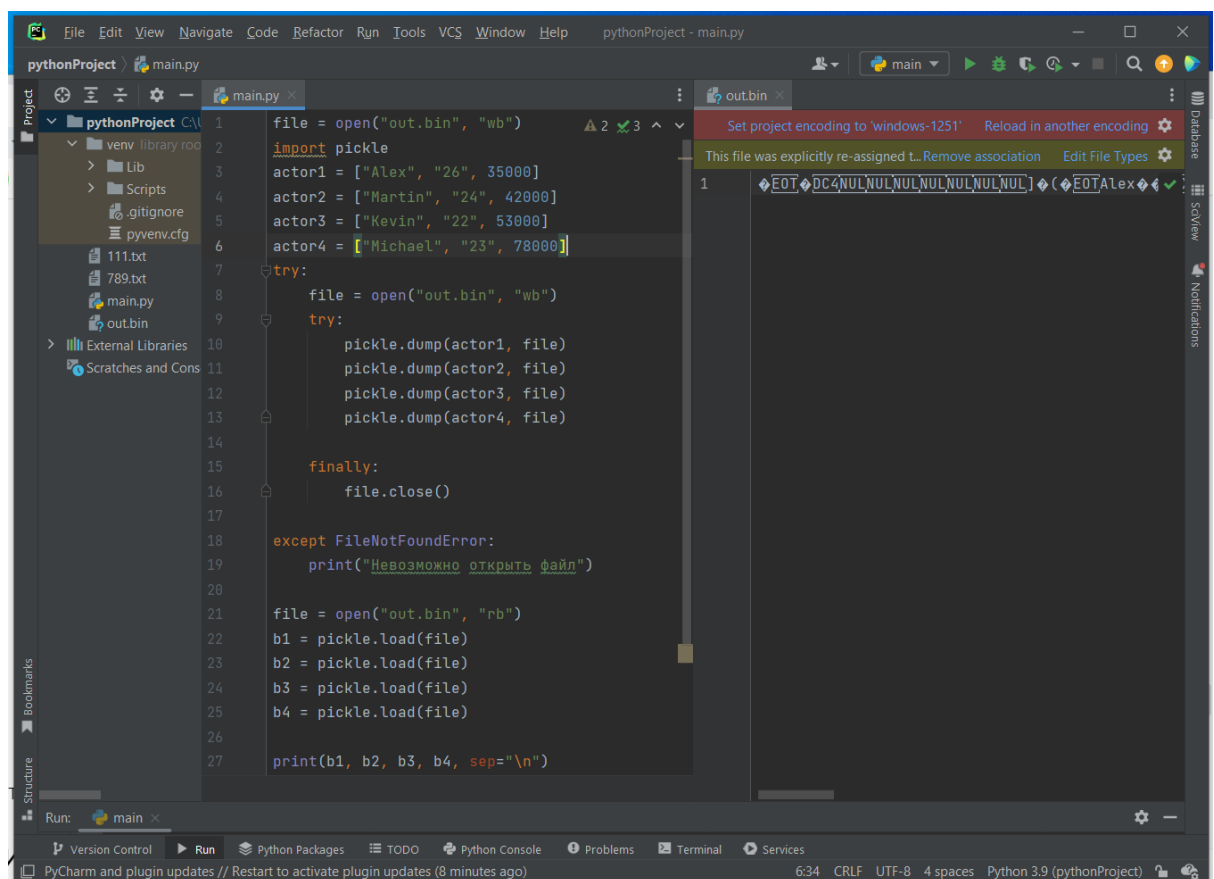 PC File Edit View Navigate Code Refactor Run Tools VCS Window Help pythonProject - main.py
pythonProject main.py main
Project main.py out.bin
pythonProject C:\
venv library roo
Lib
Scripts
.gitignore
pyvenv.cfg
111.txt
789.txt
main.py
out.bin
External Libraries
Scratches and Cons
1 file = open("out.bin", "wb") 2 3
2 import pickle
3 actor1 = ["Alex", "26", 35000]
4 actor2 = ["Martin", "24", 42000]
5 actor3 = ["Kevin", "22", 53000]
6 actor4 = ["Michael", "23", 78000]
7 try:
8 file = open("out.bin", "wb")
9 try:
10 pickle.dump(actor1, file)
11 pickle.dump(actor2, file)
12 pickle.dump(actor3, file)
13 pickle.dump(actor4, file)
14
15 finally:
16 file.close()
17
18 except FileNotFoundError:
19 print("Невозможно открыть файл")
20
21 file = open("out.bin", "rb")
22 b1 = pickle.load(file)
23 b2 = pickle.load(file)
24 b3 = pickle.load(file)
25 b4 = pickle.load(file)
26
27 print(b1, b2, b3, b4, sep="\n")
Set project encoding to 'windows-1251' Reload in another encoding
This file was explicitly re-assigned t... Remove association Edit File Types
1 �EOT�DC4NULNULNULNULNULNULNUL]�(�EOTAlex��
Database
SciView
Notifications
Bookmarks
Structure
Run: main
Version Control Run Python Packages TODO Python Console Problems Terminal Services
PyCharm and plugin updates // Restart to activate plugin updates (8 minutes ago) 6:34 CRLF UTF-8 4 spaces Python 3.9 (pythonProject)